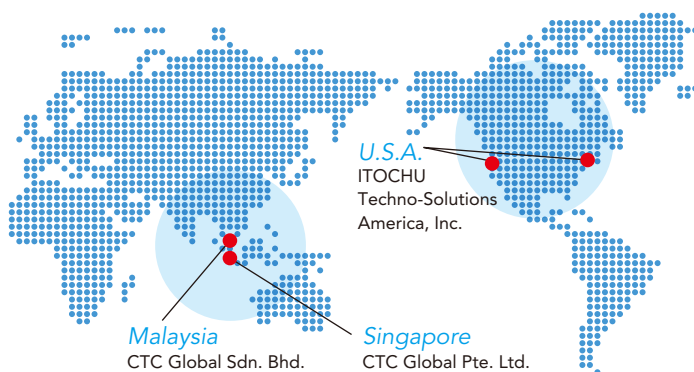 U.S.A.
ITOCHU
Techno-Solutions
America, Inc.
Malaysia
CTC Global Sdn. Bhd.
Singapore
CTC Global Pte. Ltd.